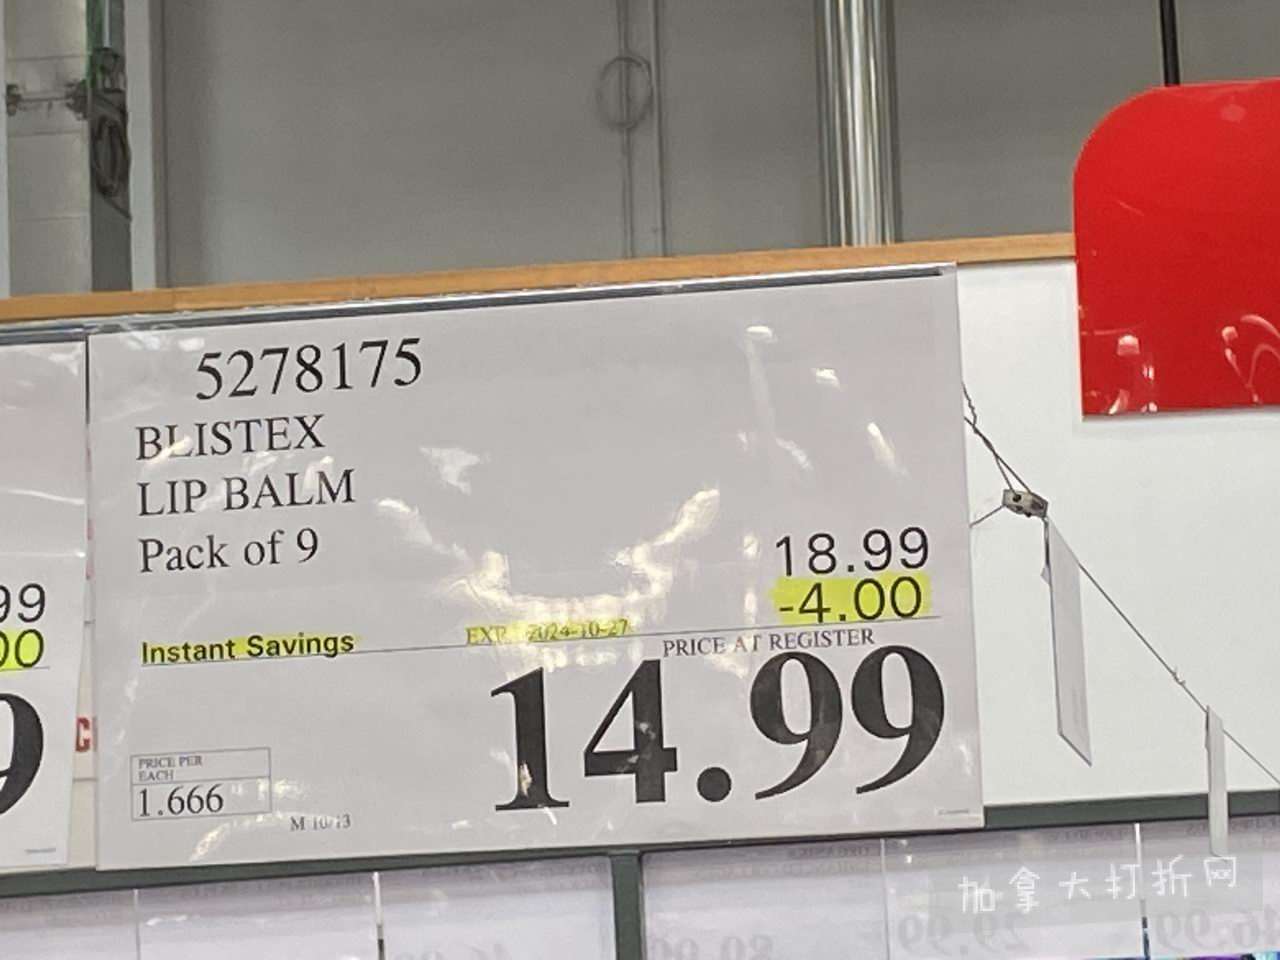 5278175
BLISTEX
LIP BALM
Pack of 9
18.99
-4.00
Instant Savings
EXP. 2024-10-27
PRICE AT REGISTER
14.99
PRICE PER
EACH
1.666
M 10/13
99
00
9
加拿大打折网